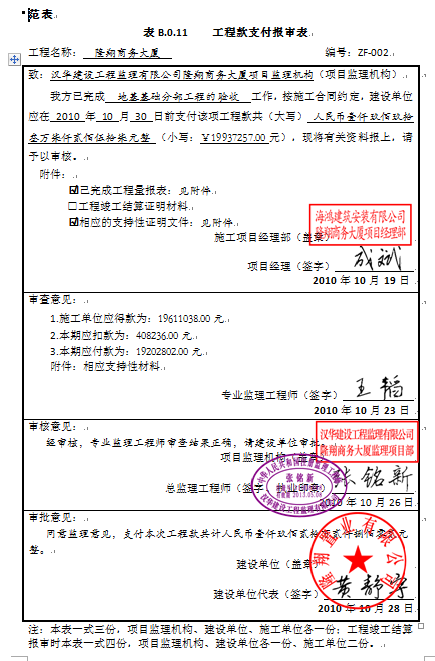 范表
表 B.0.11 工程款支付报审表
工程名称： 隆翔商务大厦 编号：ZF-002.
致：汉华建设工程监理有限公司隆翔商务大厦项目监理机构（项目监理机构）
我方已完成 地基基础分部工程的验收 工作，按施工合同约定，建设单位
应在 2010 年 10 月 30 日前支付该项工程款共（大写） 人民币壹仟玖佰玖拾
叁万柒仟贰佰伍拾柒元整 （小写：￥19937257.00 元），现将有关资料报上，请
予以审核。
附件：
☑已完成工程量报表：见附件
☐工程竣工结算证明材料
☑相应的支持性证明文件：见附件
海鸿建筑安装有限公司
隆翔商务大厦项目经理部
施工项目经理部（盖章）
项目经理（签字） 成斌
2010 年 10 月 19 日
审查意见：
1.施工单位应得款为：19611038.00 元
2.本期应扣款为：408236.00 元
3.本期应付款为：19202802.00 元
附件：相应支持性材料
专业监理工程师（签字） 王韬
2010 年 10 月 23 日
审核意见：
经审核，专业监理工程师审查结果正确，请建设单位审批。
汉华建设工程监理有限公司
隆翔商务大厦监理项目部
项目监理机构（盖章）
张铭新
总监理工程师（签字、执业印章） 张铭新
2010 年 10 月 26 日
审批意见：
同意监理意见，支付本次工程款共计人民币壹仟玖佰贰拾万贰仟捌佰零贰元
整。
隆翔置业有限公司
建设单位（盖章）
建设单位代表（签字） 黄静宇
2010 年 10 月 28 日
注：本表一式三份，项目监理机构、建设单位、施工单位各一份；工程竣工结算
报审时本表一式四份，项目监理机构、建设单位各一份、施工单位二份。